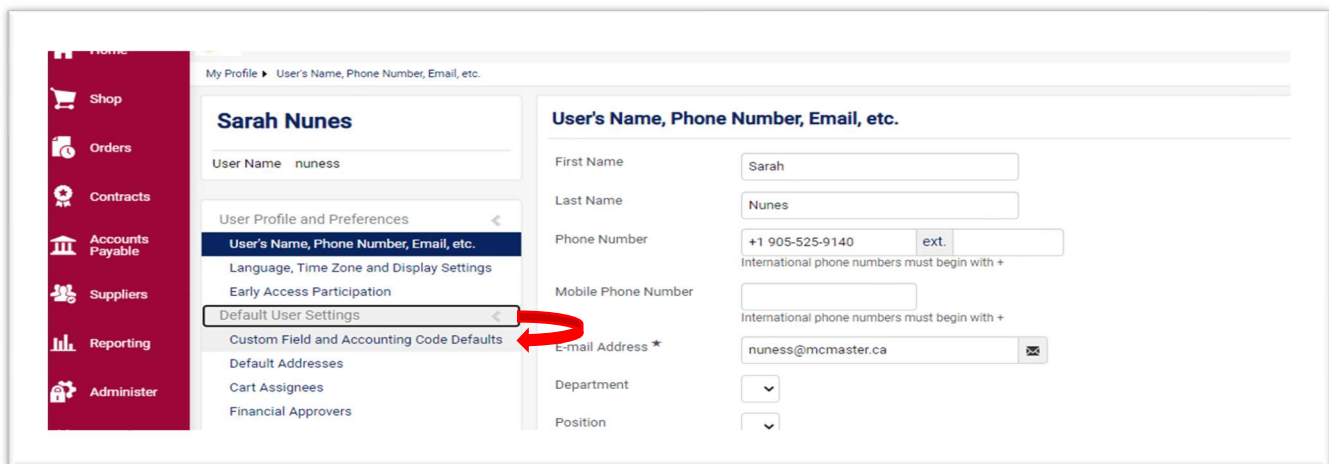 Home
My Profile User's Name, Phone Number, Email, etc.
Shop
Orders
Contracts
Accounts
Payable
Suppliers
Reporting
Administer
Sarah Nunes
User Name nuness
User Profile and Preferences
User's Name, Phone Number, Email, etc.
Language, Time Zone and Display Settings
Early Access Participation
Default User Settings
Custom Field and Accounting Code Defaults
Default Addresses
Cart Assignees
Financial Approvers
User's Name, Phone Number, Email, etc.
First Name Sarah
Last Name Nunes
Phone Number +1 905-525-9140 ext.
International phone numbers must begin with +
Mobile Phone Number
International phone numbers must begin with +
E-mail Address ★ nuness@mcmaster.ca
Department
Position